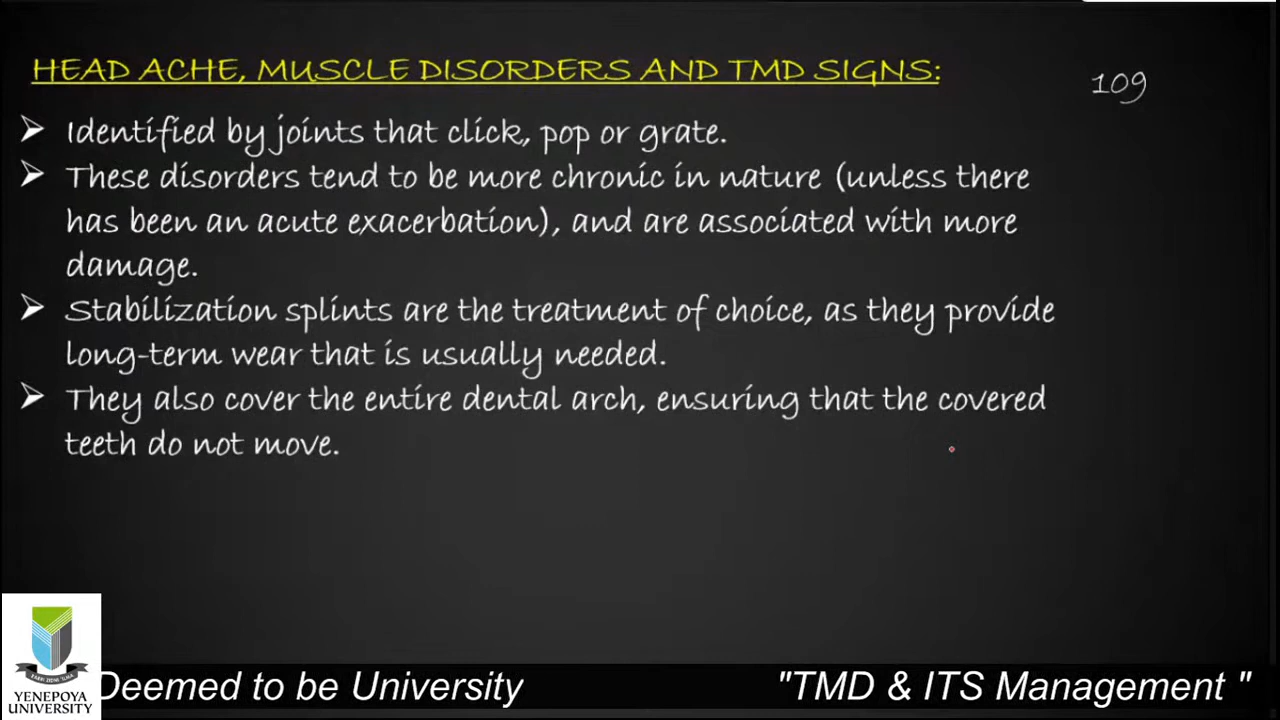 HEAD ACHE, MUSCLE DISORDERS AND TMD SIGNS:
109
➢ Identified by joints that click, pop or grate.
➢ These disorders tend to be more chronic in nature (unless there
has been an acute exacerbation), and are associated with more
damage.
➢ Stabilization splints are the treatment of choice, as they provide
long-term wear that is usually needed.
➢ They also cover the entire dental arch, ensuring that the covered
teeth do not move.
YENEPOYA
UNIVERSITY
Deemed to be University
"TMD & ITS Management "